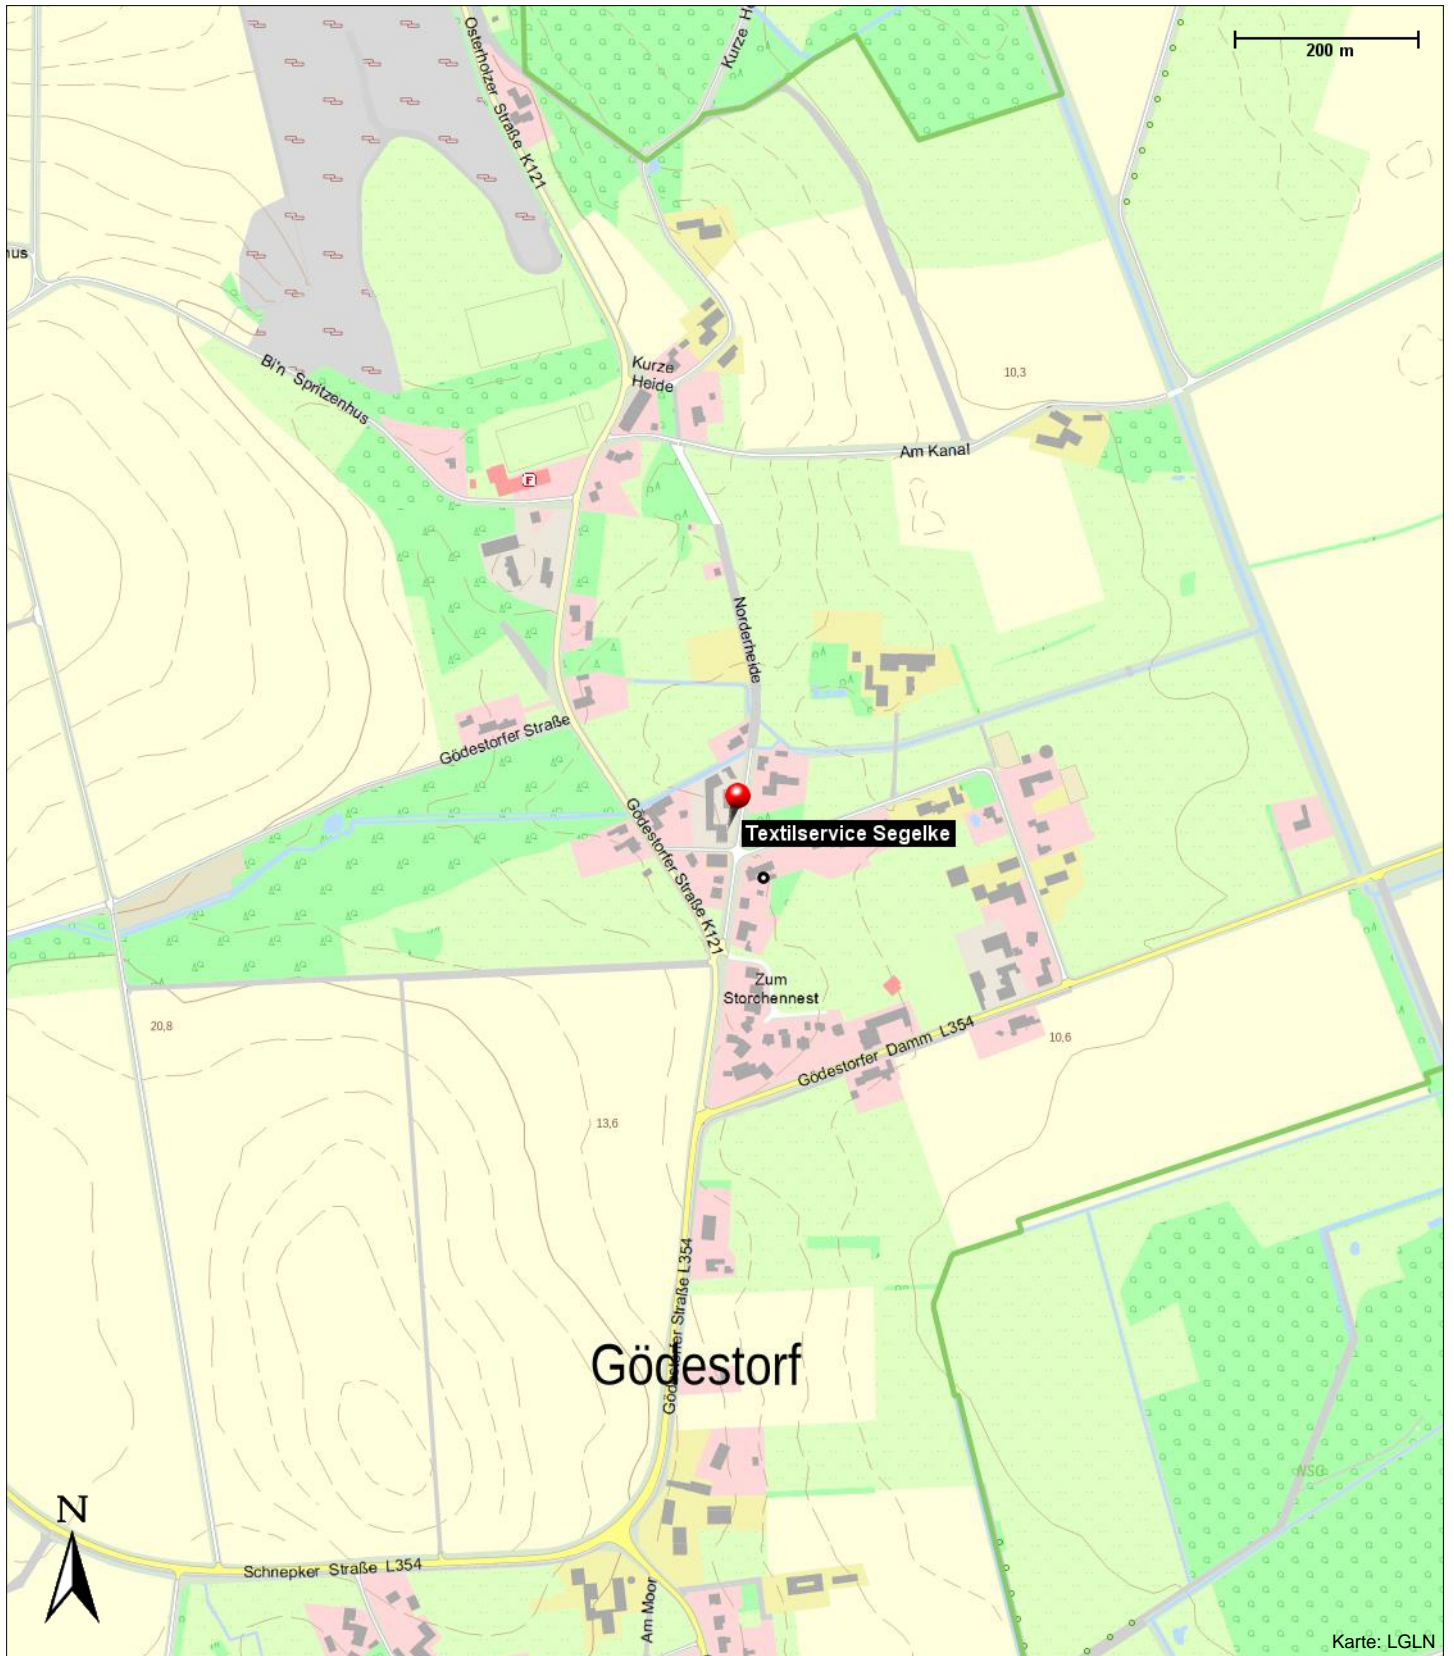 200 m
Osterholzer Straße K121
Kurze H
nus
Bi'n Spritzenhus
Kurze
Heide
10,3
Am Kanal
F
Norderheide
Gödestorfer Straße
Gödestorfer Straße K121
Textilservice Segelke
Zum
Storchennest
20,8
10,6
Gödestorfer Damm L354
13,6
Gödestorfer Straße L354
Gödestorf
NSG
N
Schnepker Straße L354
Am Moor
Karte: LGLN